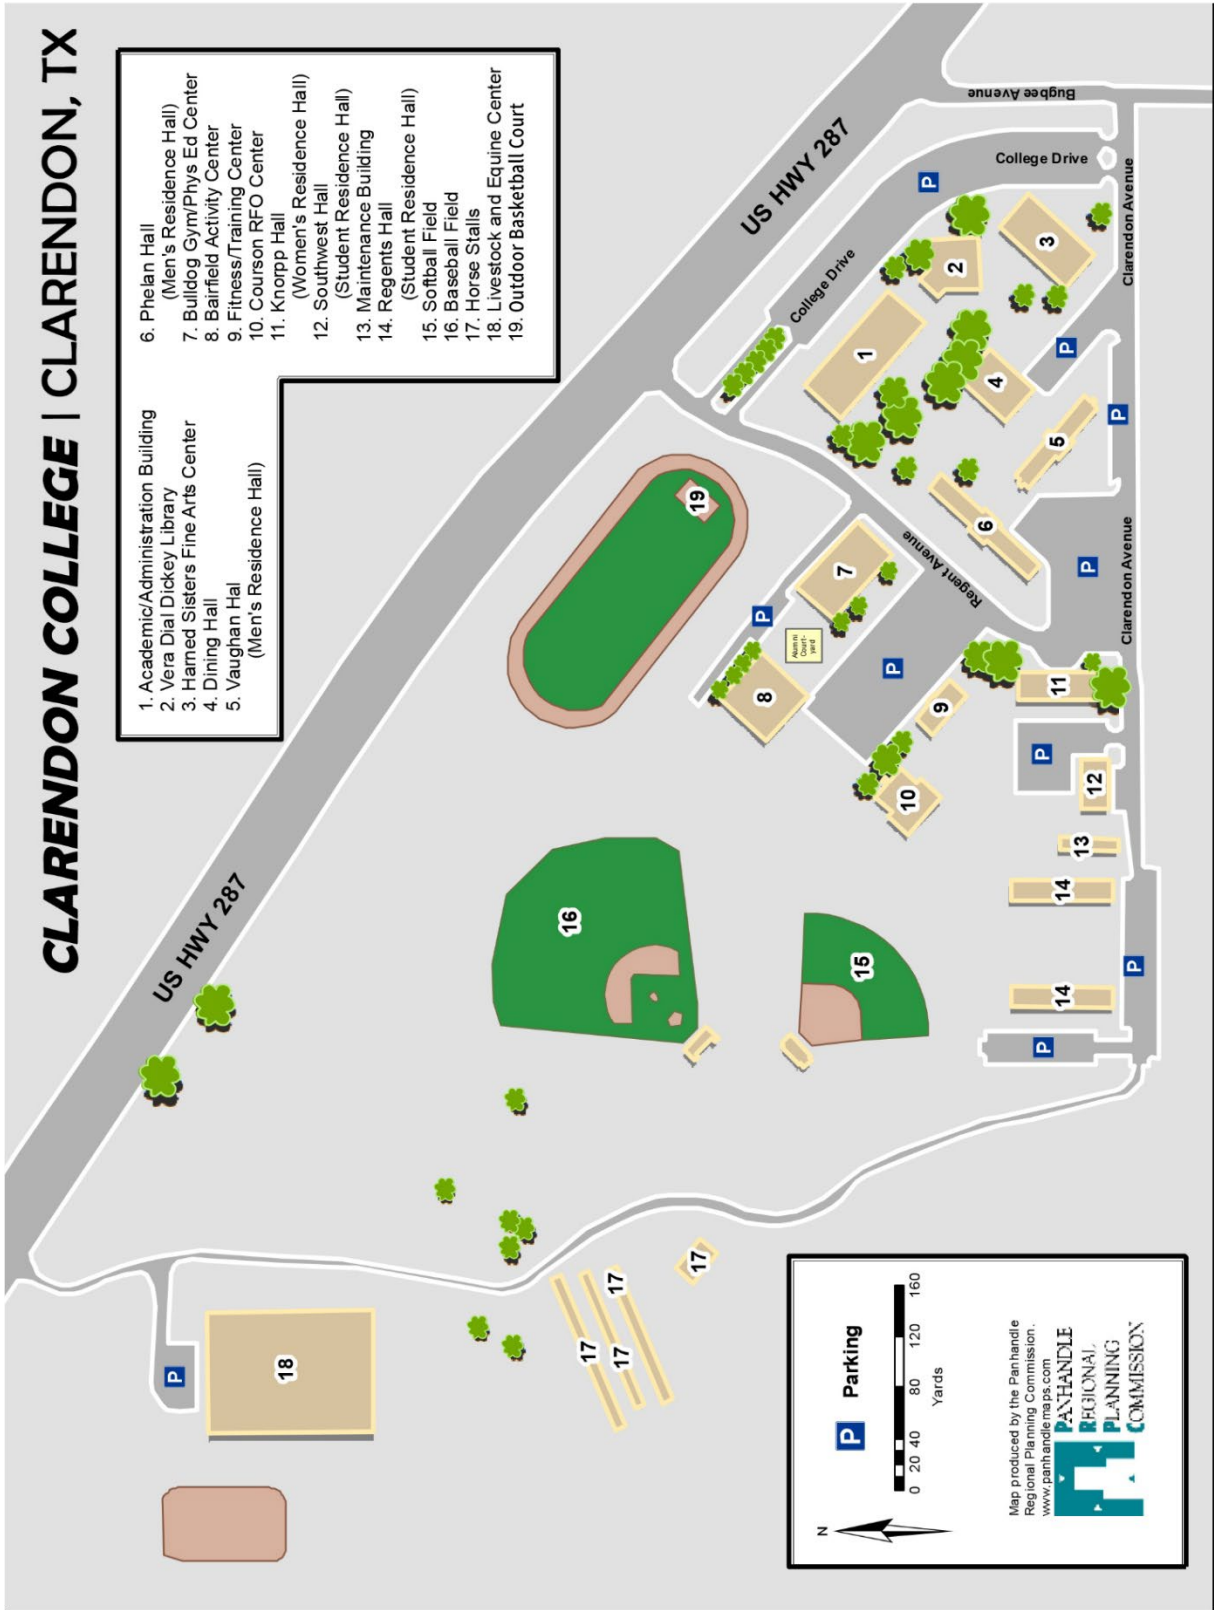 CLARENDON COLLEGE | CLARENDON, TX
1. Academic/Administration Building
2. Vera Dial Dickey Library
3. Harned Sisters Fine Arts Center
4. Dining Hall
5. Vaughan Hal
(Men's Residence Hall)
6. Phelan Hall
(Men's Residence Hall)
7. Bulldog Gym/Phys Ed Center
8. Bairfield Activity Center
9. Fitness/Training Center
10. Courson RFO Center
11. Knorpp Hall
(Women's Residence Hall)
12. Southwest Hall
(Student Residence Hall)
13. Maintenance Building
14. Regents Hall
(Student Residence Hall)
15. Softball Field
16. Baseball Field
17. Horse Stalls
18. Livestock and Equine Center
19. Outdoor Basketball Court
US HWY 287
US HWY 287
18
P
17
17
17
17
16
15
19
8
P
7
Alumni
Court-
yard
P
9
10
Regent Avenue
College Drive
College Drive
P
Bugbee Avenue
1
2
3
4
P
5
6
P
P
11
P
12
13
14
14
P
P
Clarendon Avenue
Clarendon Avenue
N
P
Parking
0 20 40 80 120 160
Yards
Map produced by the Panhandle
Regional Planning Commission.
www.panhandlemaps.com
PANHANDLE
REGIONAL
PLANNING
COMMISSION